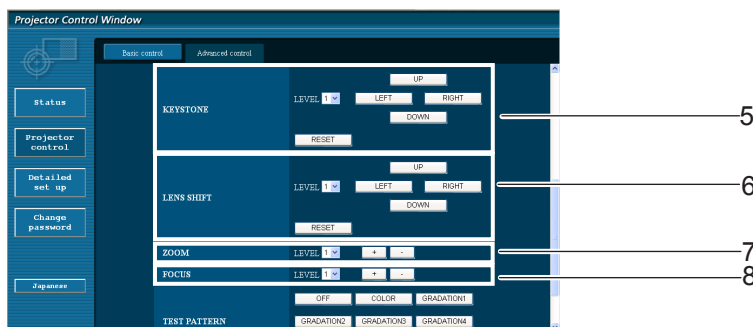 Projector Control Window
Basic control
Advanced control
Status
Projector control
Detailed set up
Change password
Japanese
KEYSTONE
LEVEL 1
UP
LEFT
RIGHT
DOWN
RESET
5
LENS SHIFT
LEVEL 1
UP
LEFT
RIGHT
DOWN
RESET
6
ZOOM
LEVEL 1
+
-
7
FOCUS
LEVEL 1
+
-
8
TEST PATTERN
OFF
COLOR
GRADATION1
GRADATION2
GRADATION3
GRADATION4